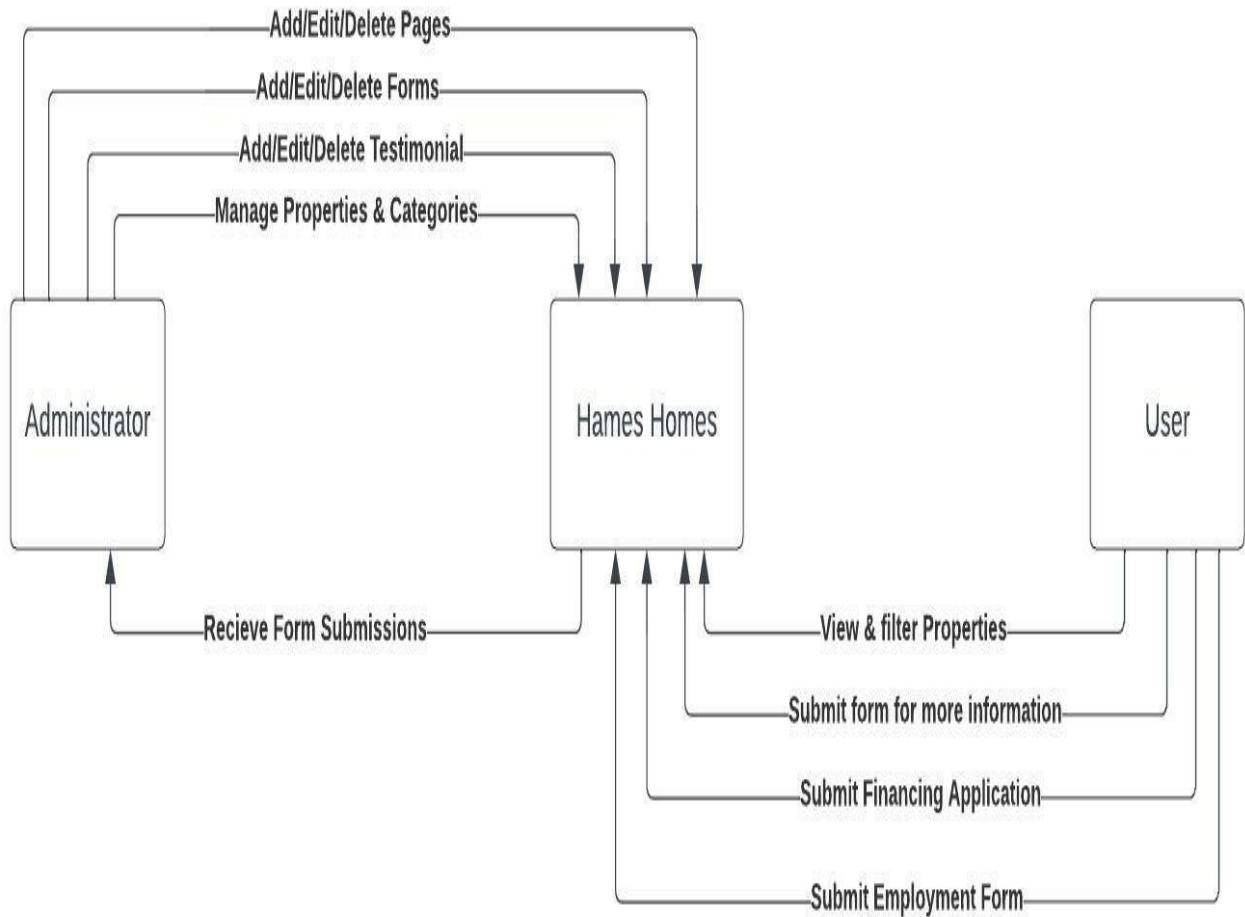 Add/Edit/Delete Pages
Add/Edit/Delete Forms
Add/Edit/Delete Testimonial
Manage Properties & Categories
Administrator
Hames Homes
User
Recieve Form Submissions
View & filter Properties
Submit form for more information
Submit Financing Application
Submit Employment Form